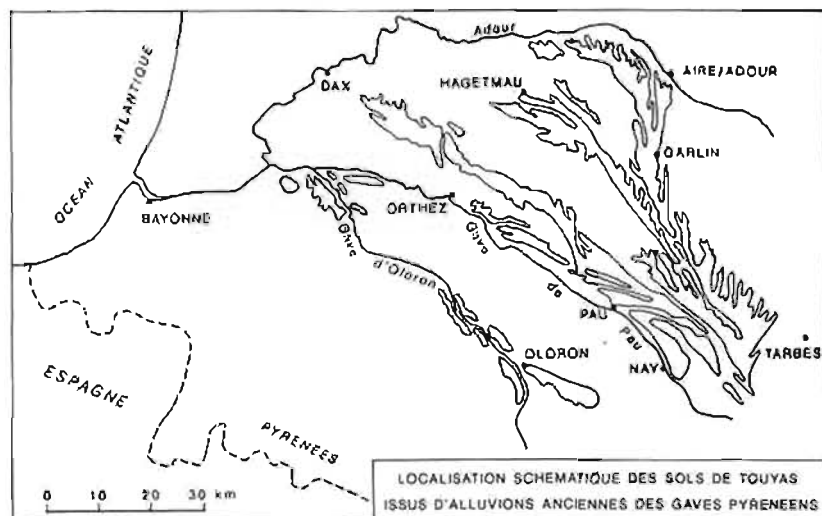 Adour
AIRE/ADOUR
DAX
HAGETMAU
ATLANTIQUE
OCEAN
GARLIN
BAYONNE
ORTHEZ
Gave
d'Oloron
Gave
de
Pau
PAU
NAY
TARBES
OLORON
ESPAGNE
PYRENEES
0 10 20 30 km
LOCALISATION SCHEMATIQUE DES SOLS DE TOUYAS
ISSUS D'ALLUVIONS ANCIENNES DES GAVES PYRENEENS